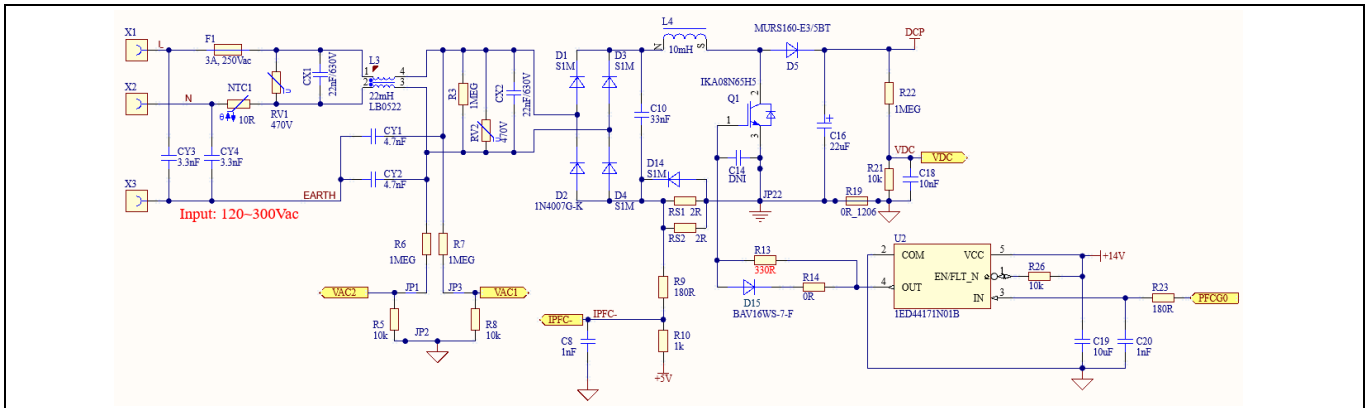 X1
L
F1
3A, 250Vac
X2
N
NTC1
10R
RV1
470V
CX1
22nF/630V
L3
1
4
2
3
22mH
LB0522
R3
1MEG
RV2
470V
CX2
22nF/630V
CY3
3.3nF
CY4
3.3nF
CY1
4.7nF
CY2
4.7nF
X3
EARTH
Input: 120~300Vac
R6
1MEG
R7
1MEG
VAC2
JP1
JP3
VAC1
R5
10k
JP2
R8
10k
D1
S1M
D3
S1M
D2
1N4007G-K
D4
S1M
C10
33nF
D14
S1M
RS1 2R
RS2 2R
L4
N
S
10mH
MURS160-E3/5BT
D5
DCP
IKA08N65H5
Q1
2
1
3
C14
DNI
JP22
C16
22uF
R22
1MEG
VDC
VDC
R21
10k
C18
10nF
R19
0R_1206
R9
180R
IPFC-
IPFC-
C8
1nF
R10
1k
+5V
R13
330R
R14
0R
D15
BAV16WS-7-F
U2
2
COM
VCC
5
EN/FLT_N
1
4
OUT
IN
3
1ED44171N01B
+14V
R26
10k
R23
180R
PFCG0
C19
10uF
C20
1nF